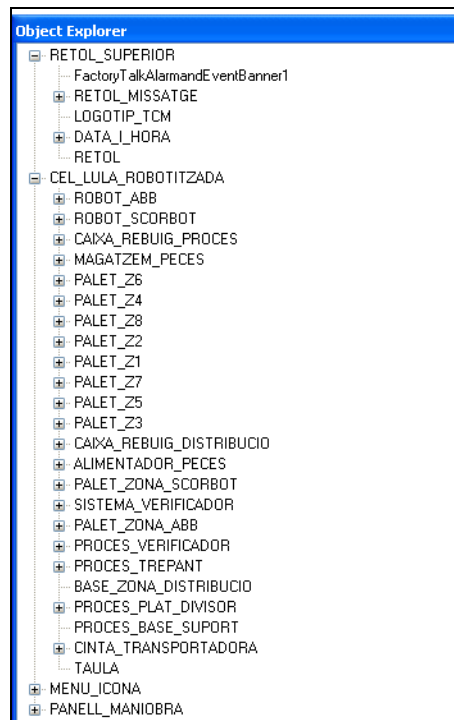 Object Explorer
RETOL_SUPERIOR
FactoryTalkAlarmandEventBanner1
RETOL_MISSATGE
LOGOTIP_TCM
DATA_I_HORA
RETOL
CEL_LULA_ROBOTITZADA
ROBOT_ABB
ROBOT_SCORBOT
CAIXA_REBUIG_PROCES
MAGATZEM_PECES
PALET_Z6
PALET_Z4
PALET_Z8
PALET_Z2
PALET_Z1
PALET_Z7
PALET_Z5
PALET_Z3
CAIXA_REBUIG_DISTRIBUCIO
ALIMENTADOR_PECES
PALET_ZONA_SCORBOT
SISTEMA_VERIFICADOR
PALET_ZONA_ABB
PROCES_VERIFICADOR
PROCES_TREPANT
BASE_ZONA_DISTRIBUCIO
PROCES_PLAT_DIVISOR
PROCES_BASE_SUPORT
CINTA_TRANSPORTADORA
TAULA
MENU_ICONA
PANELL_MANIOBRA